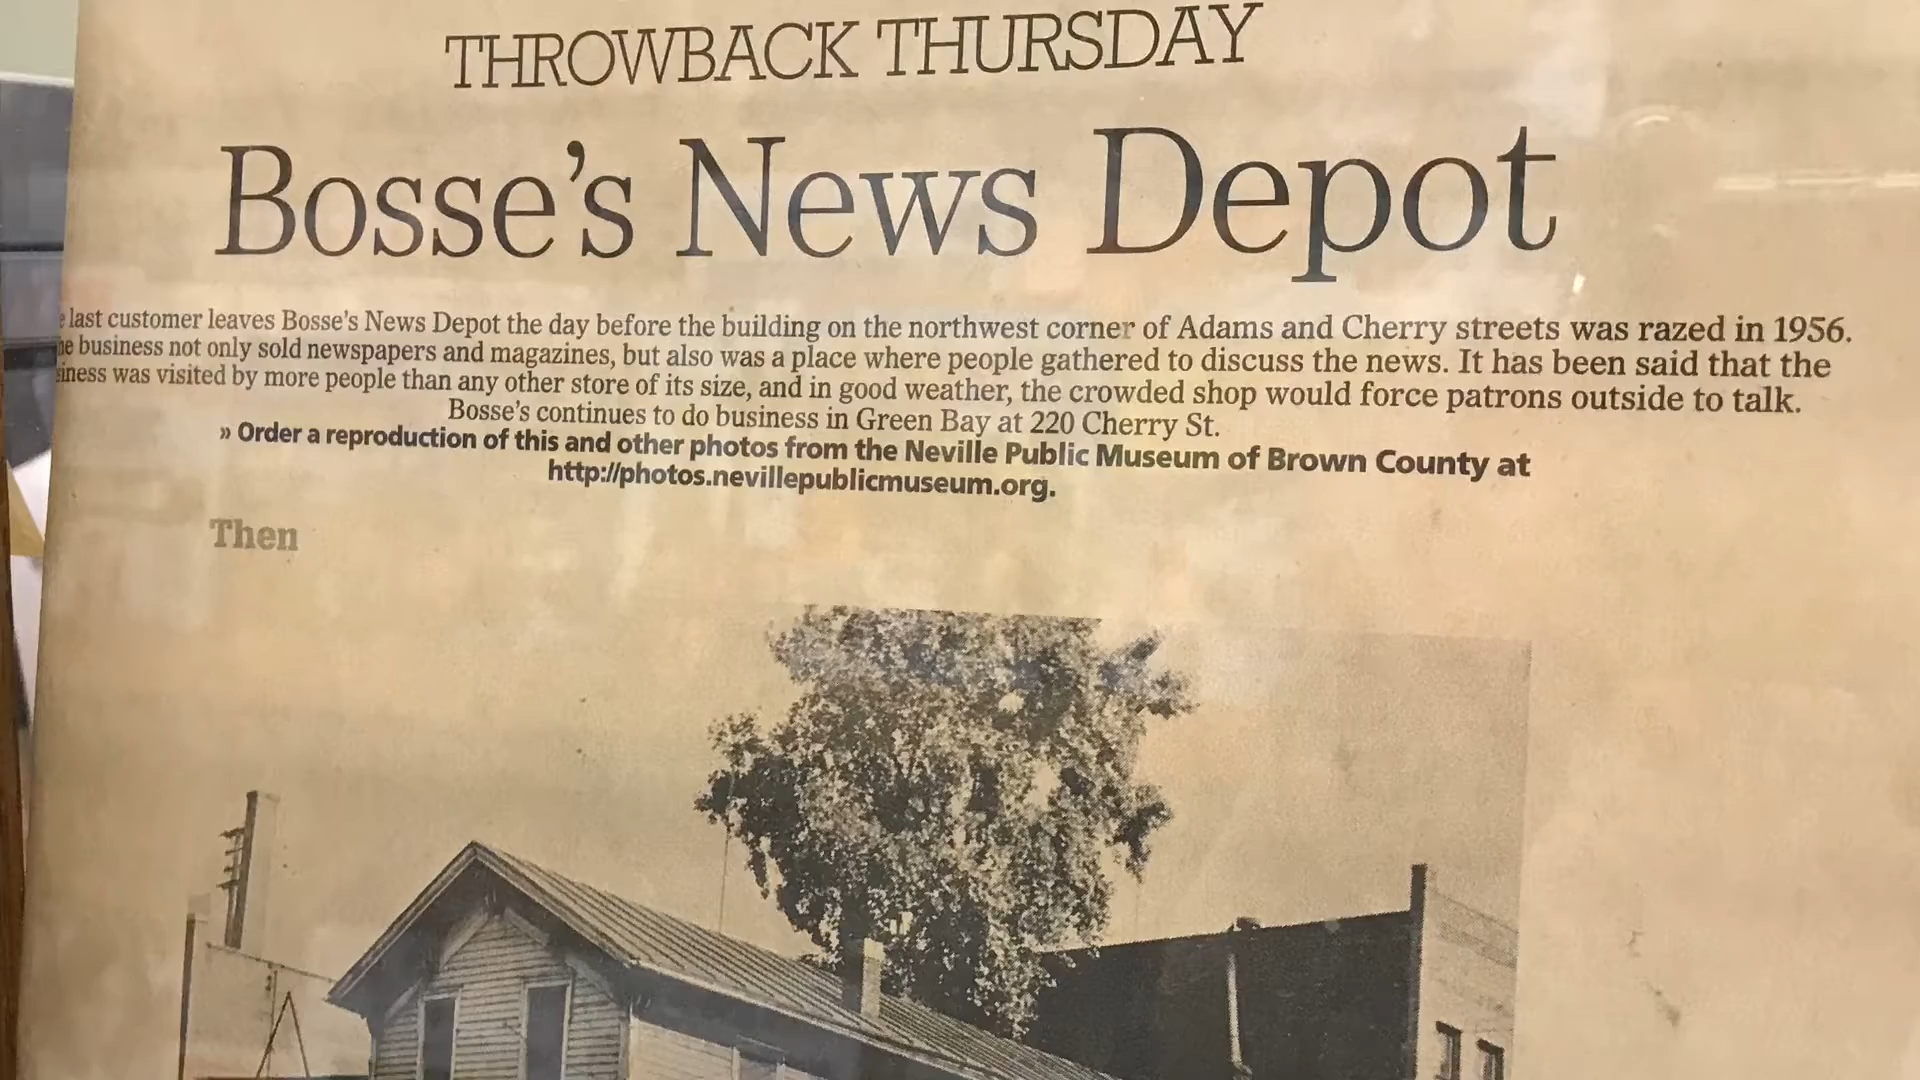 THROWBACK THURSDAY
Bosse's News Depot
last customer leaves Bosse's News Depot the day before the building on the northwest corner of Adams and Cherry streets was razed in 1956.
he business not only sold newspapers and magazines, but also was a place where people gathered to discuss the news. It has been said that the
siness was visited by more people than any other store of its size, and in good weather, the crowded shop would force patrons outside to talk.
Bosse's continues to do business in Green Bay at 220 Cherry St.
» Order a reproduction of this and other photos from the Neville Public Museum of Brown County at
http://photos.nevillepublicmuseum.org.
Then